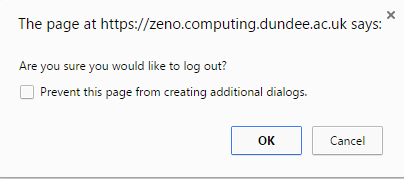 The page at https://zeno.computing.dundee.ac.uk says:
Are you sure you would like to log out?
Prevent this page from creating additional dialogs.
OK Cancel